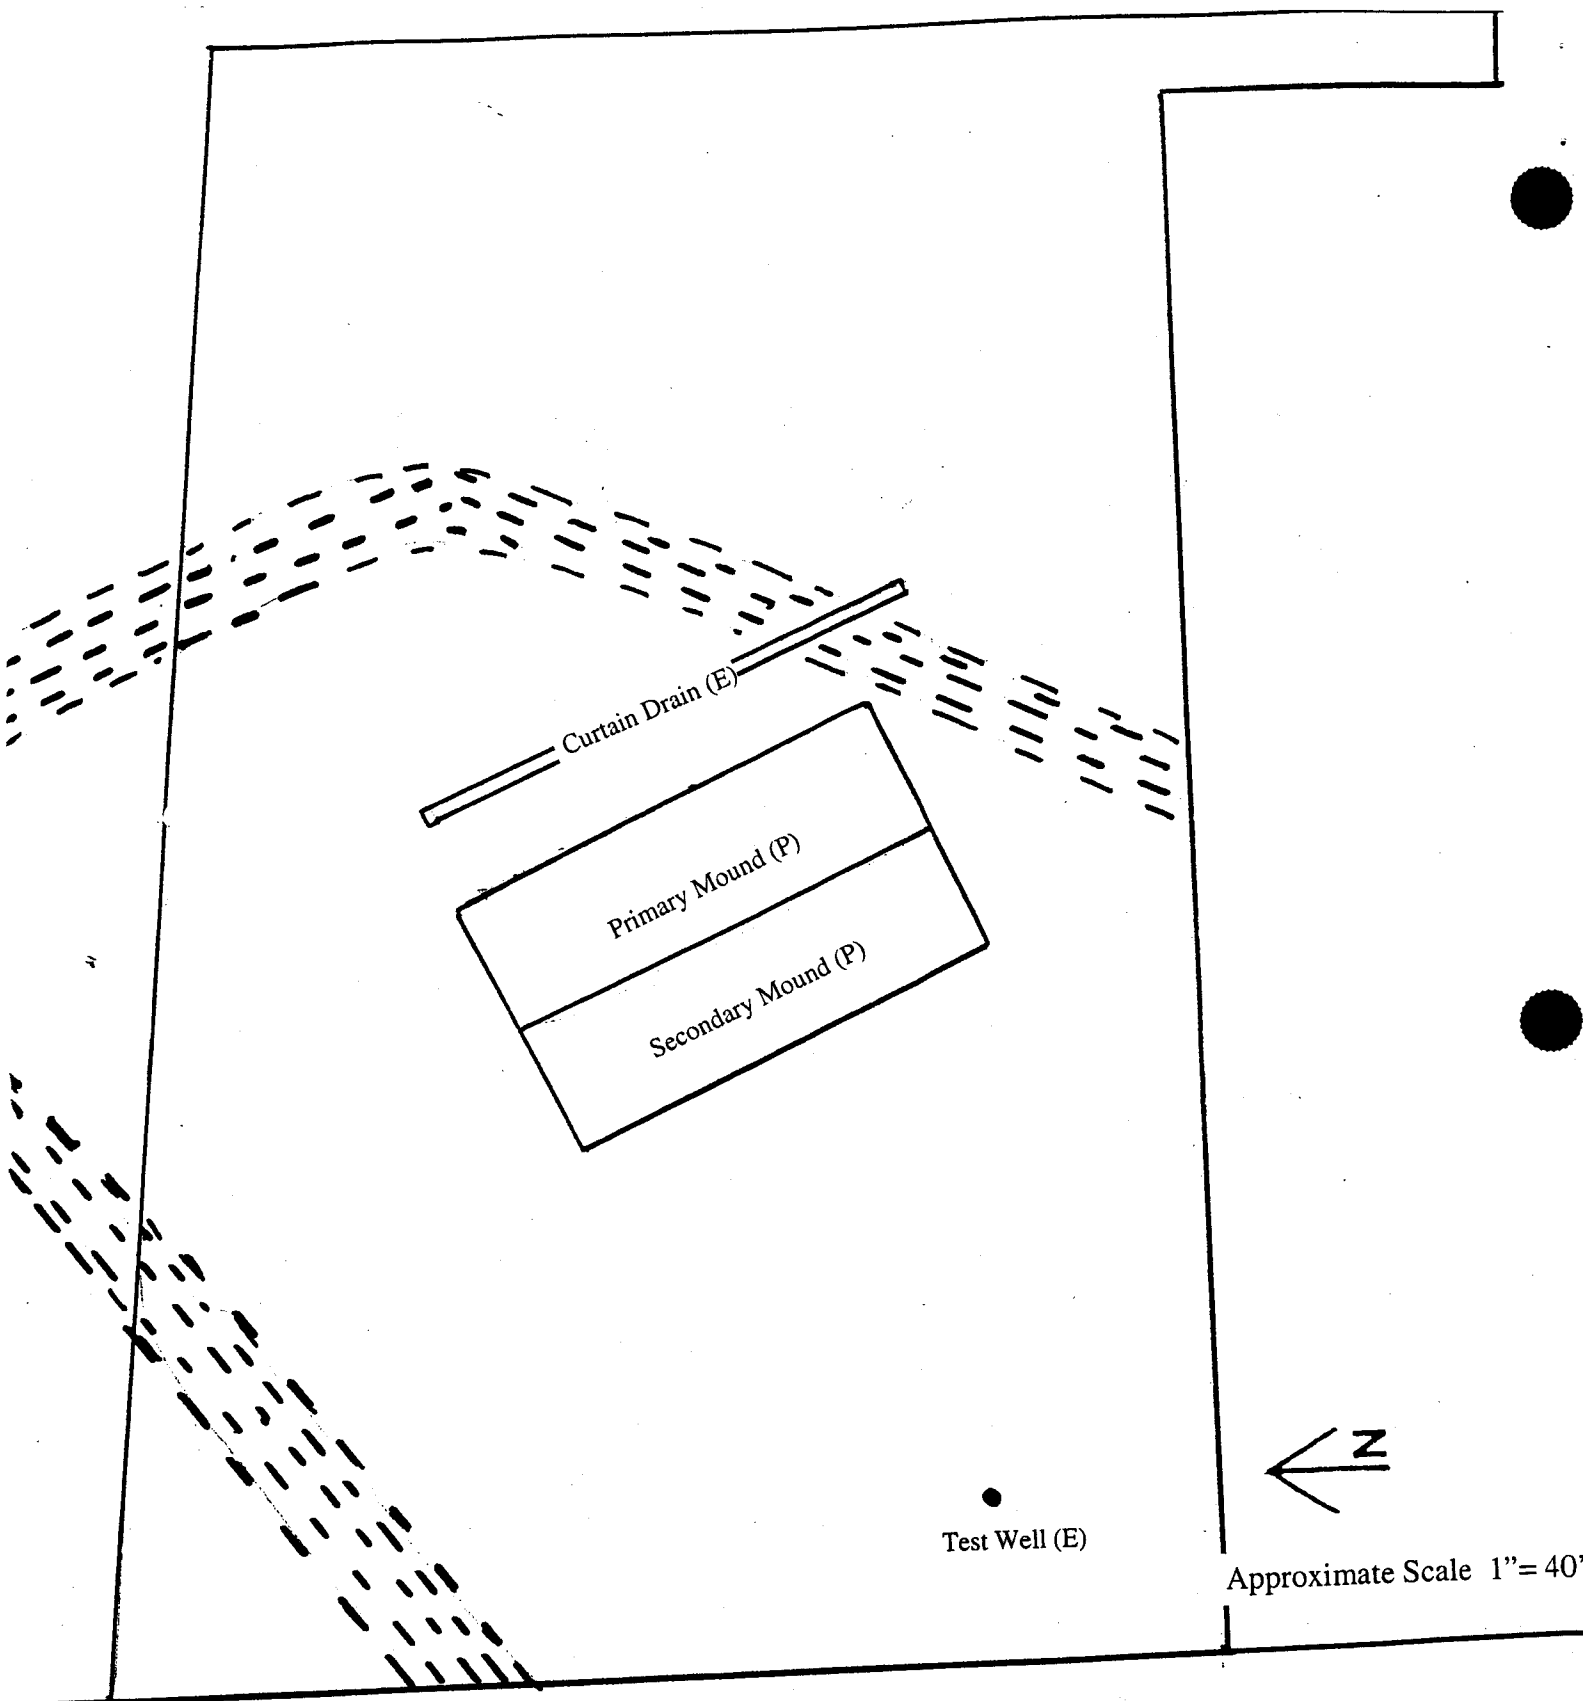 Curtain Drain (E)
Primary Mound (P)
Secondary Mound (P)
N
Test Well (E)
Approximate Scale 1”= 40’